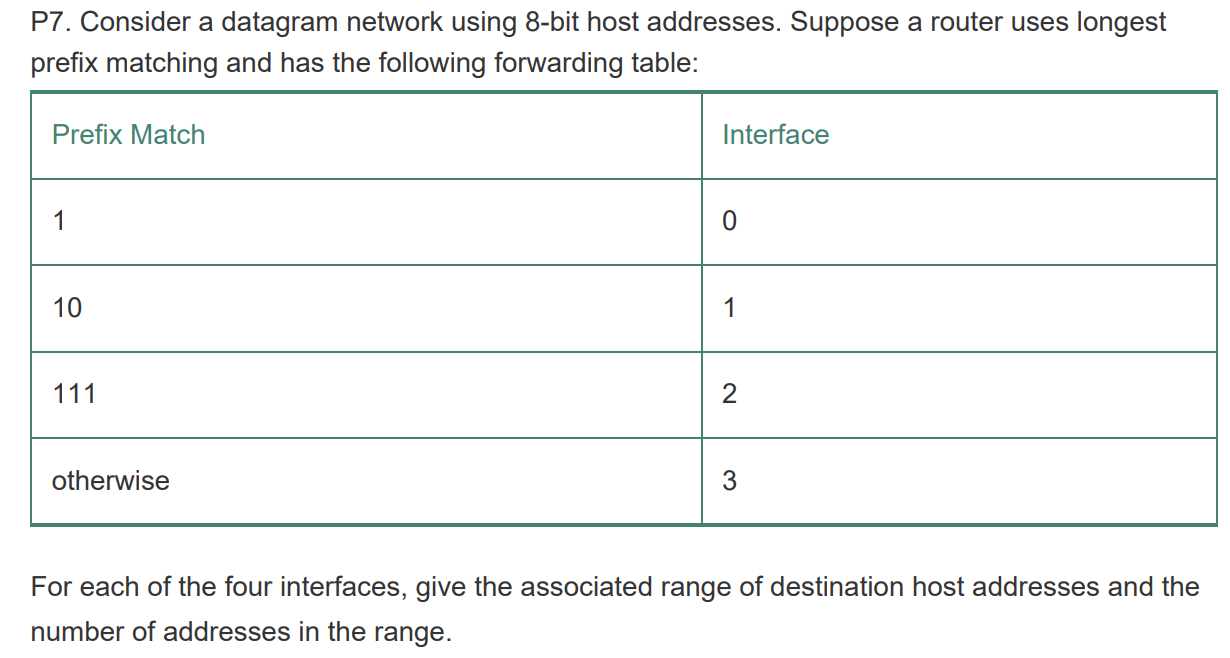 P7. Consider a datagram network using 8-bit host addresses. Suppose a router uses longest
prefix matching and has the following forwarding table:
Prefix Match Interface
1 0
10 1
111 2
otherwise 3
For each of the four interfaces, give the associated range of destination host addresses and the
number of addresses in the range.